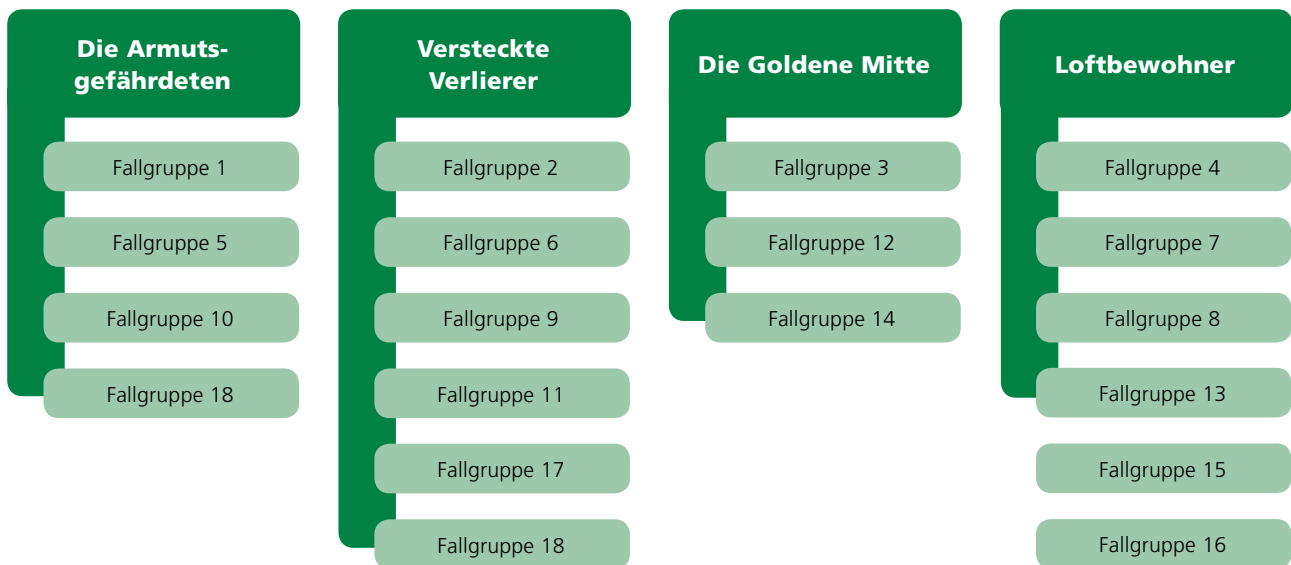 Die Armuts-
gefährdeten
Fallgruppe 1
Fallgruppe 5
Fallgruppe 10
Fallgruppe 18
Versteckte
Verlierer
Fallgruppe 2
Fallgruppe 6
Fallgruppe 9
Fallgruppe 11
Fallgruppe 17
Fallgruppe 18
Die Goldene Mitte
Fallgruppe 3
Fallgruppe 12
Fallgruppe 14
Loftbewohner
Fallgruppe 4
Fallgruppe 7
Fallgruppe 8
Fallgruppe 13
Fallgruppe 15
Fallgruppe 16